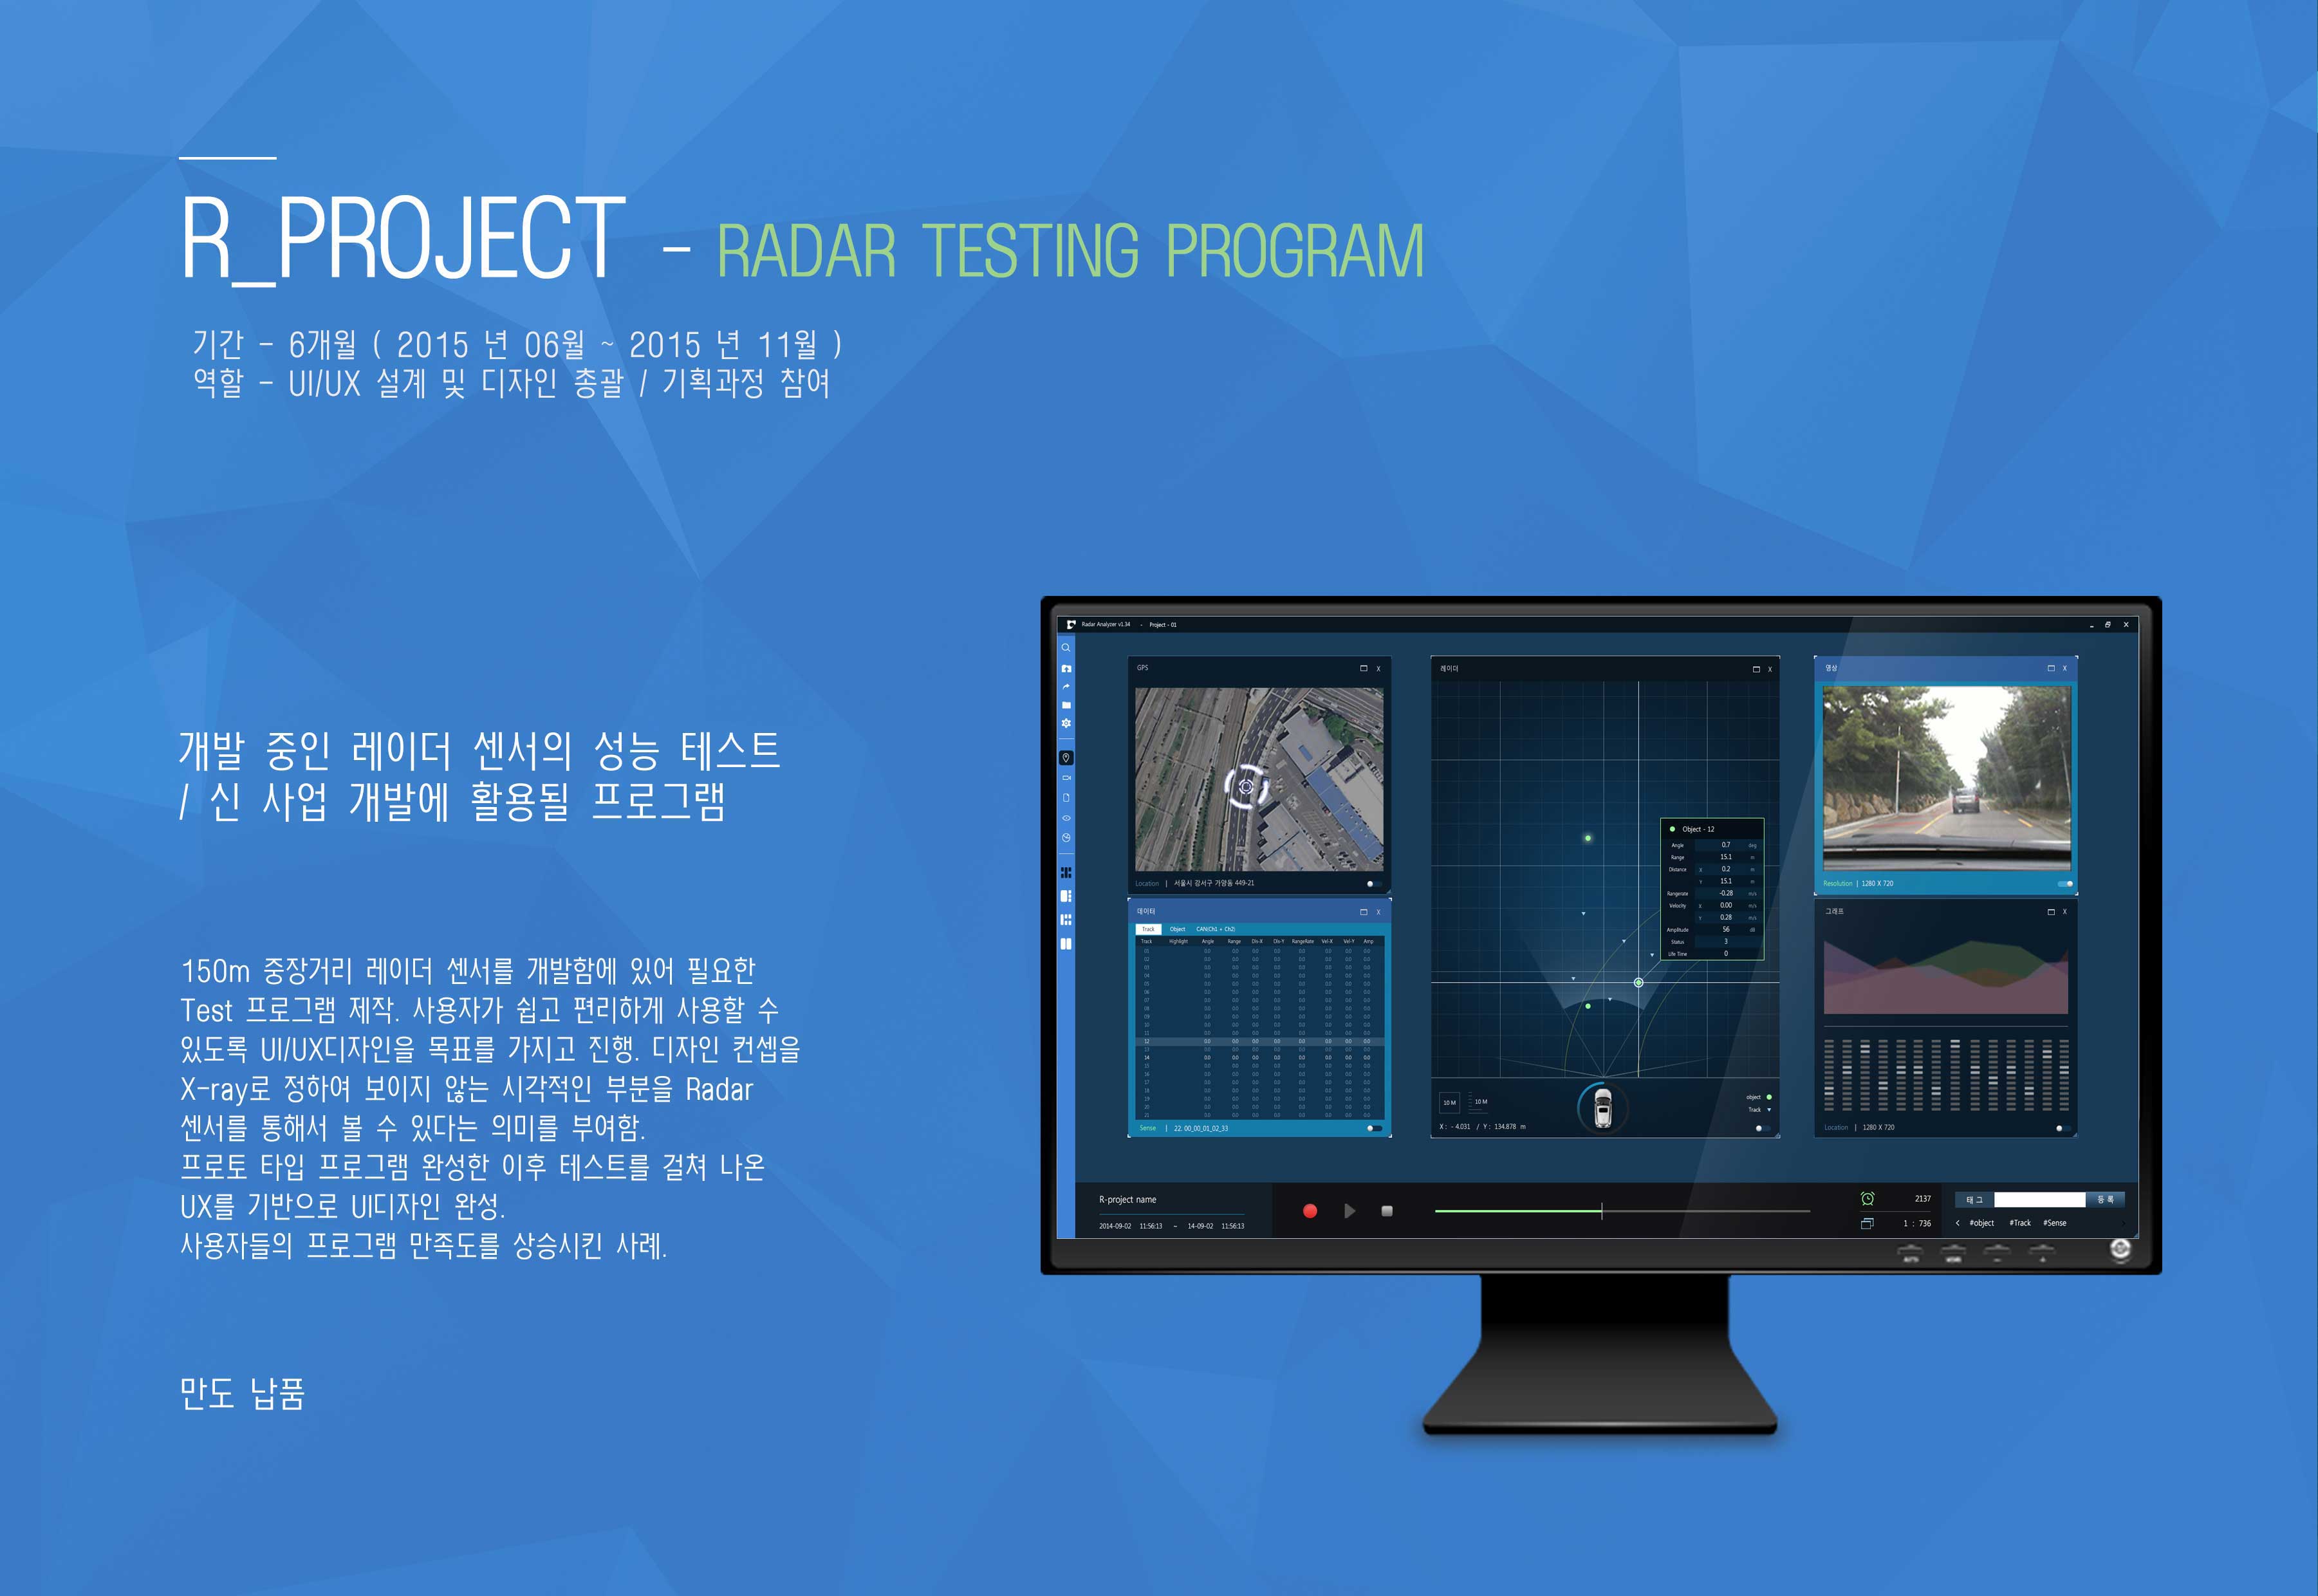 R_PROJECT - RADAR TESTING PROGRAM
기간 - 6개월 ( 2015 년 06월 ~ 2015 년 11월 )
역할 - UI/UX 설계 및 디자인 총괄 / 기획과정 참여
개발 중인 레이더 센서의 성능 테스트
/ 신 사업 개발에 활용될 프로그램
150m 중장거리 레이더 센서를 개발함에 있어 필요한
Test 프로그램 제작. 사용자가 쉽고 편리하게 사용할 수
있도록 UI/UX디자인을 목표를 가지고 진행. 디자인 컨셉을
X-ray로 정하여 보이지 않는 시각적인 부분을 Radar
센서를 통해서 볼 수 있다는 의미를 부여함.
프로토 타입 프로그램 완성한 이후 테스트를 걸쳐 나온
UX를 기반으로 UI디자인 완성.
사용자들의 프로그램 만족도를 상승시킨 사례.
만도 납품
Radar Analyzer v1.34 - Project - 01
GPS
Location | 서울시 강서구 가양동 449-21
데이터
Track Object CAN(Ch1 + Ch2)
Track Highlight Angle Range Dis-X Dis-Y RangeRate Vel-X Vel-Y Amp
Sense | 22. 00_00_01_02_33
레이더
Object - 12
Angle 0.7 deg
Range 15.1 m
Distance X 0.2 m
Y 15.1 m
Rangerate -0.28 m/s
Velocity X 0.00 m/s
Y 0.28 m/s
Amplitude 56 dB
Status 3
Life Time 0
10 M 10 M
object
Track
X : - 4.031 / Y : 134.878 m
영상
Resolution | 1280 X 720
그래프
Location | 1280 X 720
R-project name
2014-09-02 11:56:13 - 14-09-02 11:56:13
2137
1 : 736
태그 등록
< #object #Track #Sense